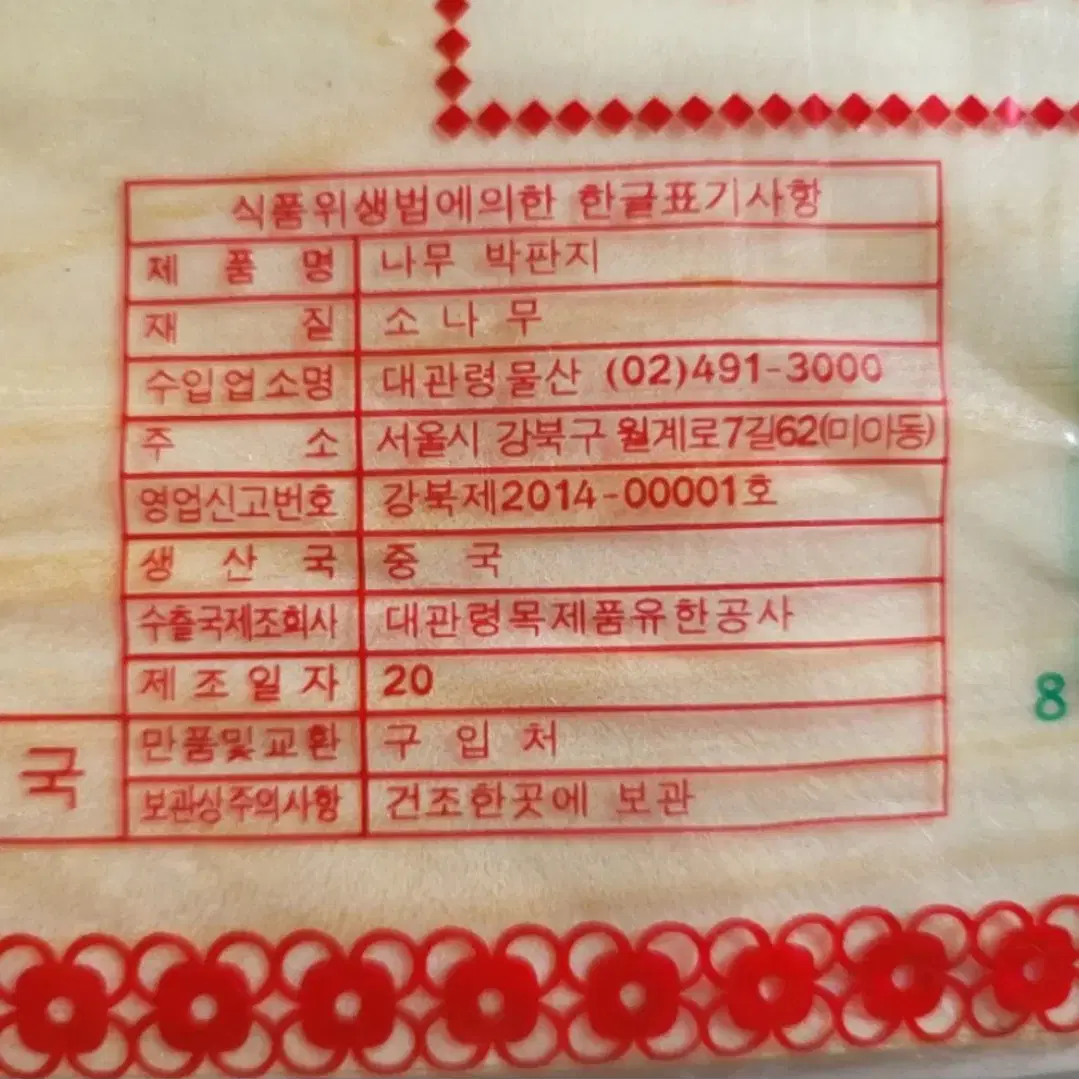 식품위생법에의한 한글표기사항
제 품 명 나무 박판지
재 질 소 나 무
수입업소명 대관령물산 (02)491-3000
주 소 서울시 강북구 월계로7길62(미아동)
영업신고번호 강북제2014-00001호
생 산 국 중 국
수출국제조회사 대관령목제품유한공사
제 조 일 자 20
8
국
반품및교환 구 입 처
보관상주의사항 건조한곳에 보관